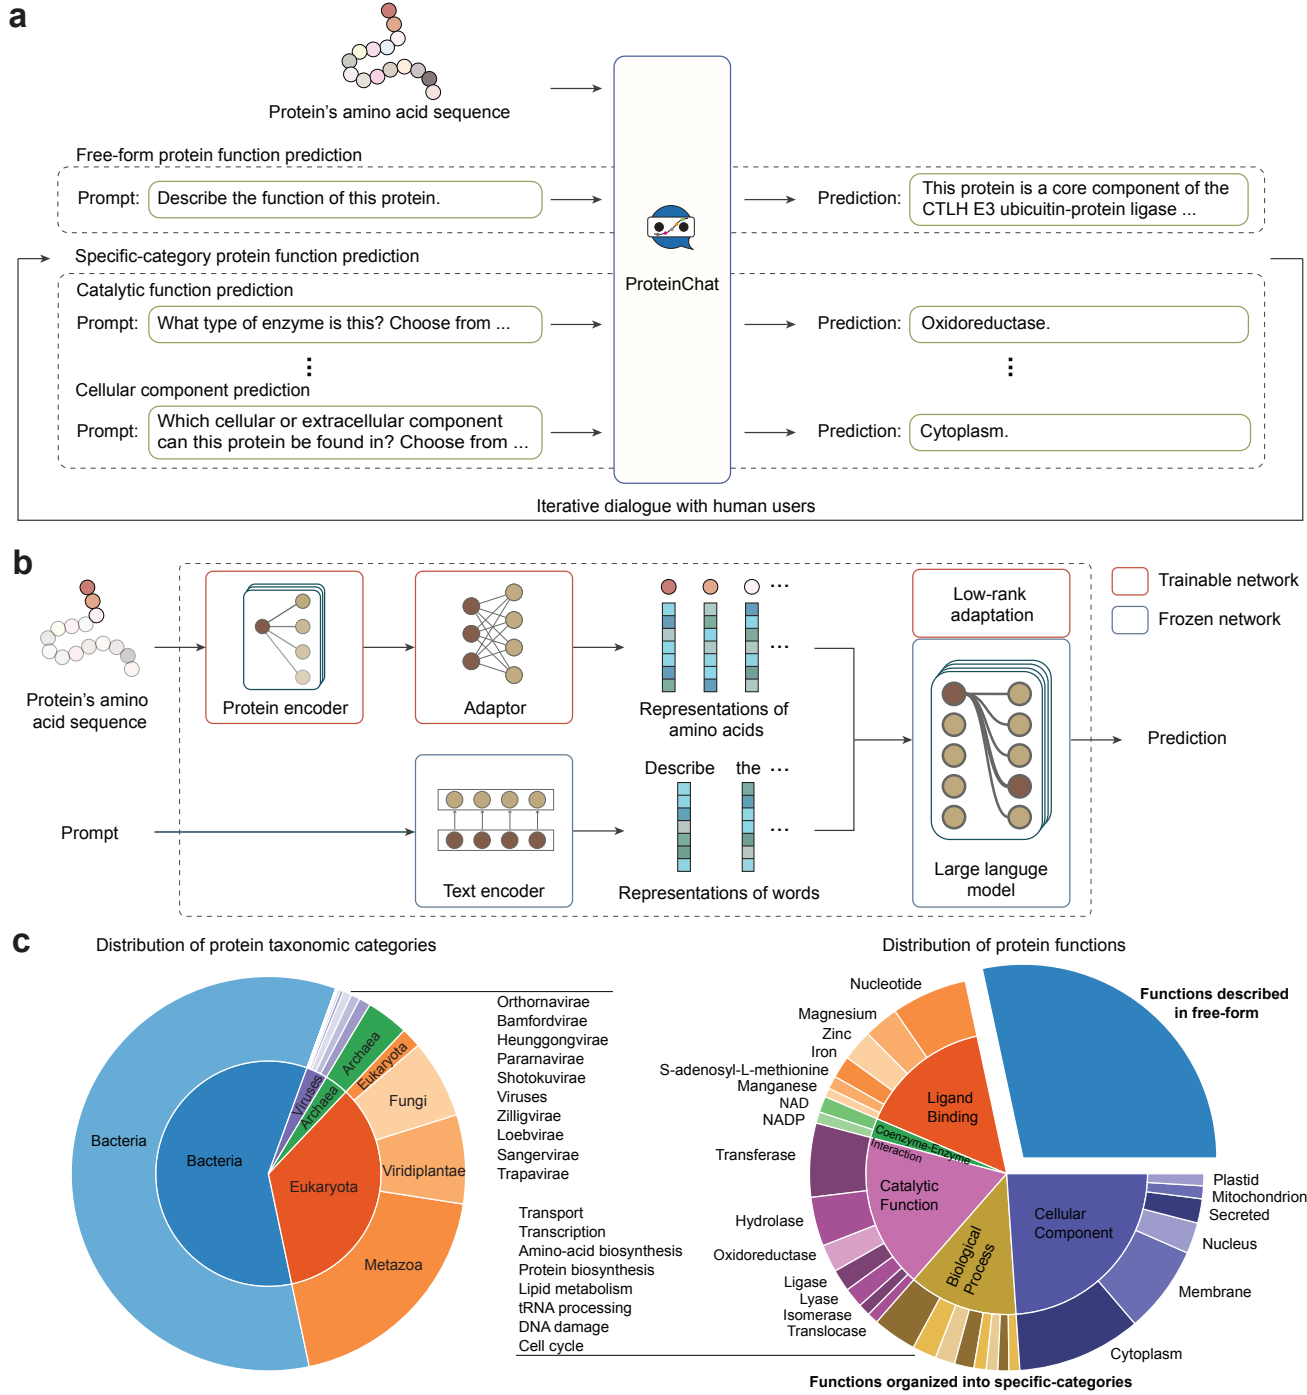 a
Protein's amino acid sequence
Free-form protein function prediction
Prompt:
Describe the function of this protein.
Prediction:
This protein is a core component of the
CTLH E3 ubicuitin-protein ligase ...
Specific-category protein function prediction
ProteinChat
Catalytic function prediction
Prompt:
What type of enzyme is this? Choose from ...
Prediction:
Oxidoreductase.
Cellular component prediction
Prompt:
Which cellular or extracellular component
can this protein be found in? Choose from ...
Prediction:
Cytoplasm.
Iterative dialogue with human users
b
Protein's amino
acid sequence
Protein encoder
Adaptor
Representations of
amino acids
Low-rank
adaptation
Trainable network
Frozen network
Prompt
Text encoder
Describe the ...
Representations of words
Large languge
model
Prediction
c
Distribution of protein taxonomic categories
Bacteria
Bacteria
Viruses
Archaea
Archaea
Eukaryota
Eukaryota
Fungi
Viridiplantae
Metazoa
Orthornavirae
Bamfordvirae
Heunggongvirae
Pararnavirae
Shotokuvirae
Viruses
Zilligvirae
Loebvirae
Sangervirae
Trapavirae
Distribution of protein functions
Functions described
in free-form
Nucleotide
Magnesium
Zinc
Iron
S-adenosyl-L-methionine
Manganese
NAD
NADP
Transferase
Hydrolase
Oxidoreductase
Ligase
Lyase
Isomerase
Translocase
Ligand
Binding
Coenzyme-Enzyme
Interaction
Catalytic
Function
Biological
Process
Cellular
Component
Plastid
Mitochondrion
Secreted
Nucleus
Membrane
Cytoplasm
Transport
Transcription
Amino-acid biosynthesis
Protein biosynthesis
Lipid metabolism
tRNA processing
DNA damage
Cell cycle
Functions organized into specific-categories